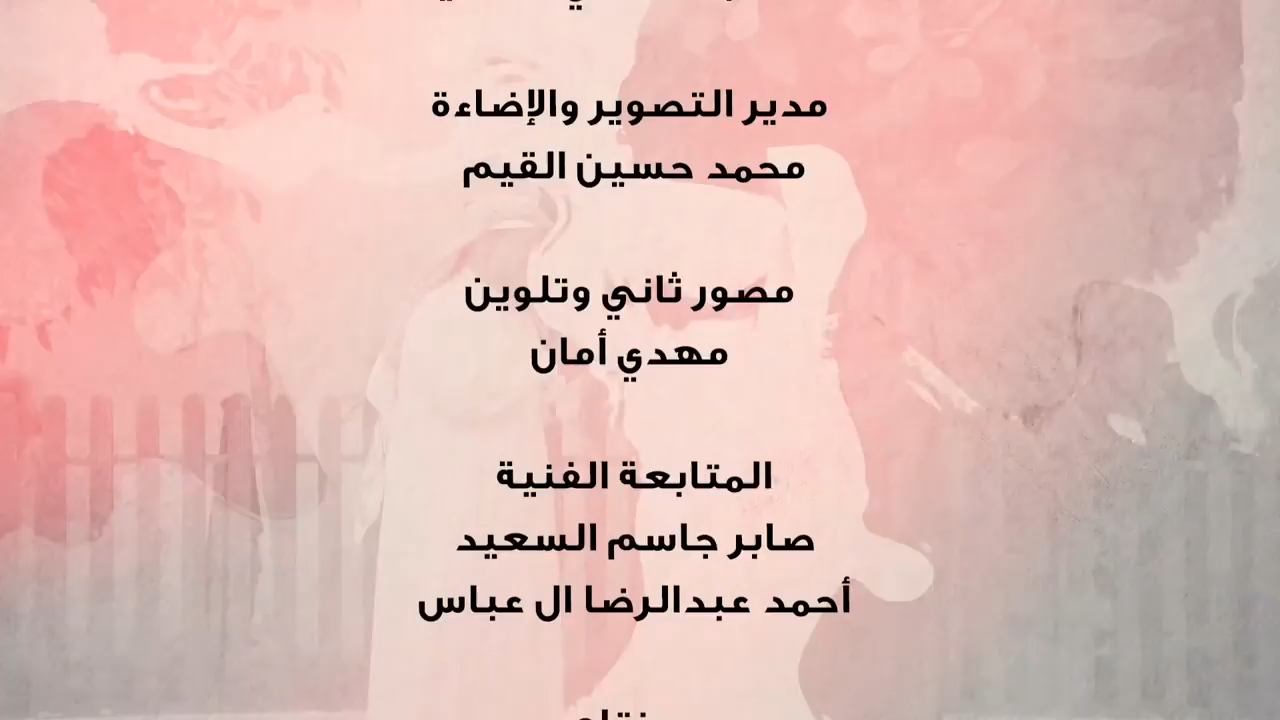 مدير التصوير والإضاءة
محمد حسين القيم
مصور ثاني وتلوين
مهدي أمان
المتابعة الفنية
صابر جاسم السعيد
أحمد عبدالرضا ال عباس